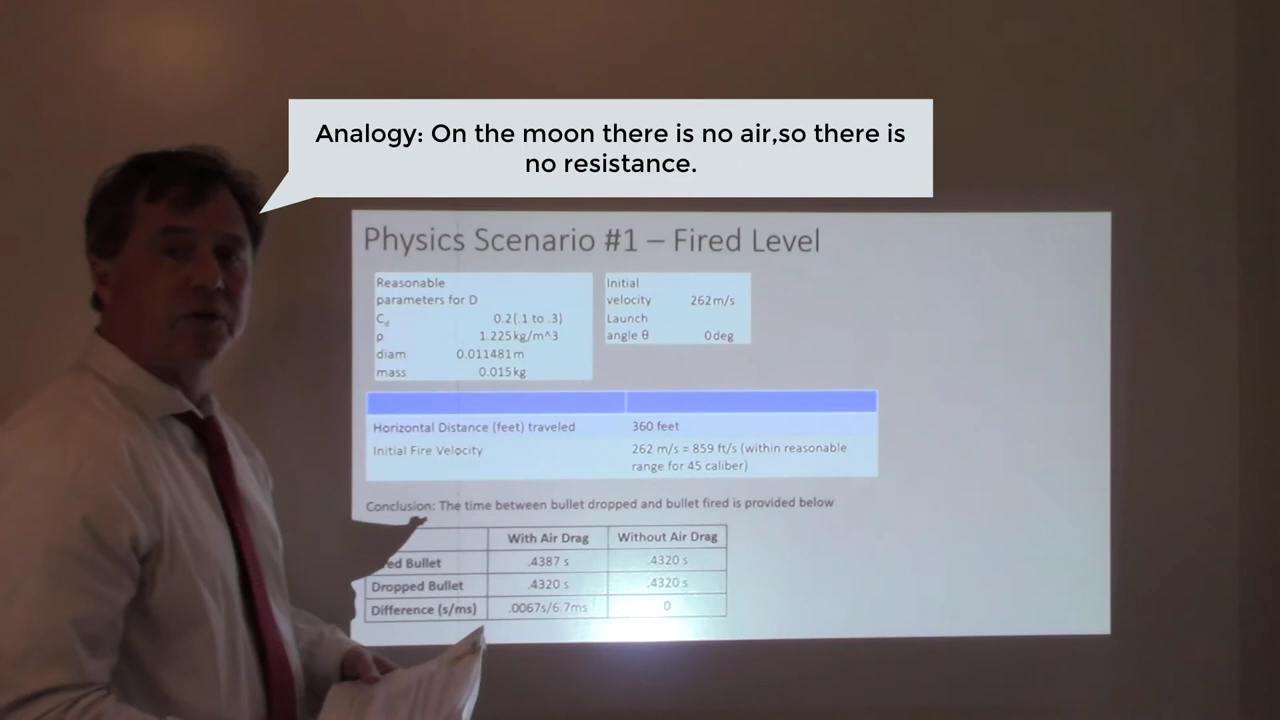 Analogy: On the moon there is no air,so there is
no resistance.
Physics Scenario #1 – Fired Level
Reasonable
parameters for D
Cd 0.2(.1 to .3)
ρ 1.225kg/m^3
diam 0.011481m
mass 0.015kg
Initial
velocity 262m/s
Launch
angle θ 0deg
Horizontal Distance (feet) traveled 360 feet
Initial Fire Velocity 262 m/s = 859 ft/s (within reasonable
range for 45 caliber)
Conclusion: The time between bullet dropped and bullet fired is provided below
With Air Drag Without Air Drag
red Bullet .4387 s .4320 s
Dropped Bullet .4320 s .4320 s
Difference (s/ms) .0067s/6.7ms 0